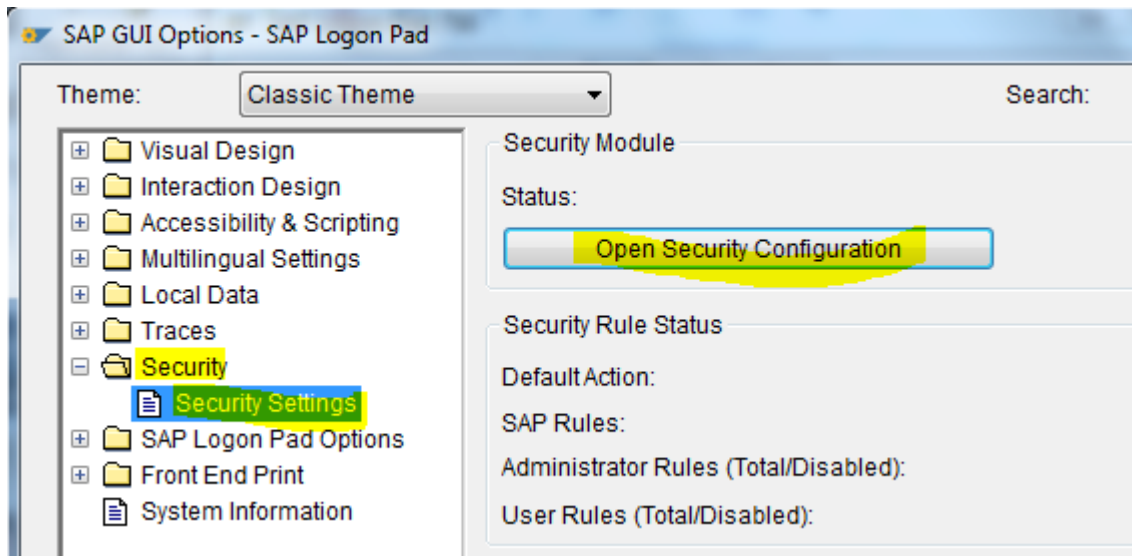 SAP GUI Options - SAP Logon Pad
Theme: Classic Theme Search:
Visual Design
Interaction Design
Accessibility & Scripting
Multilingual Settings
Local Data
Traces
Security
Security Settings
SAP Logon Pad Options
Front End Print
System Information
Security Module
Status:
Open Security Configuration
Security Rule Status
Default Action:
SAP Rules:
Administrator Rules (Total/Disabled):
User Rules (Total/Disabled):